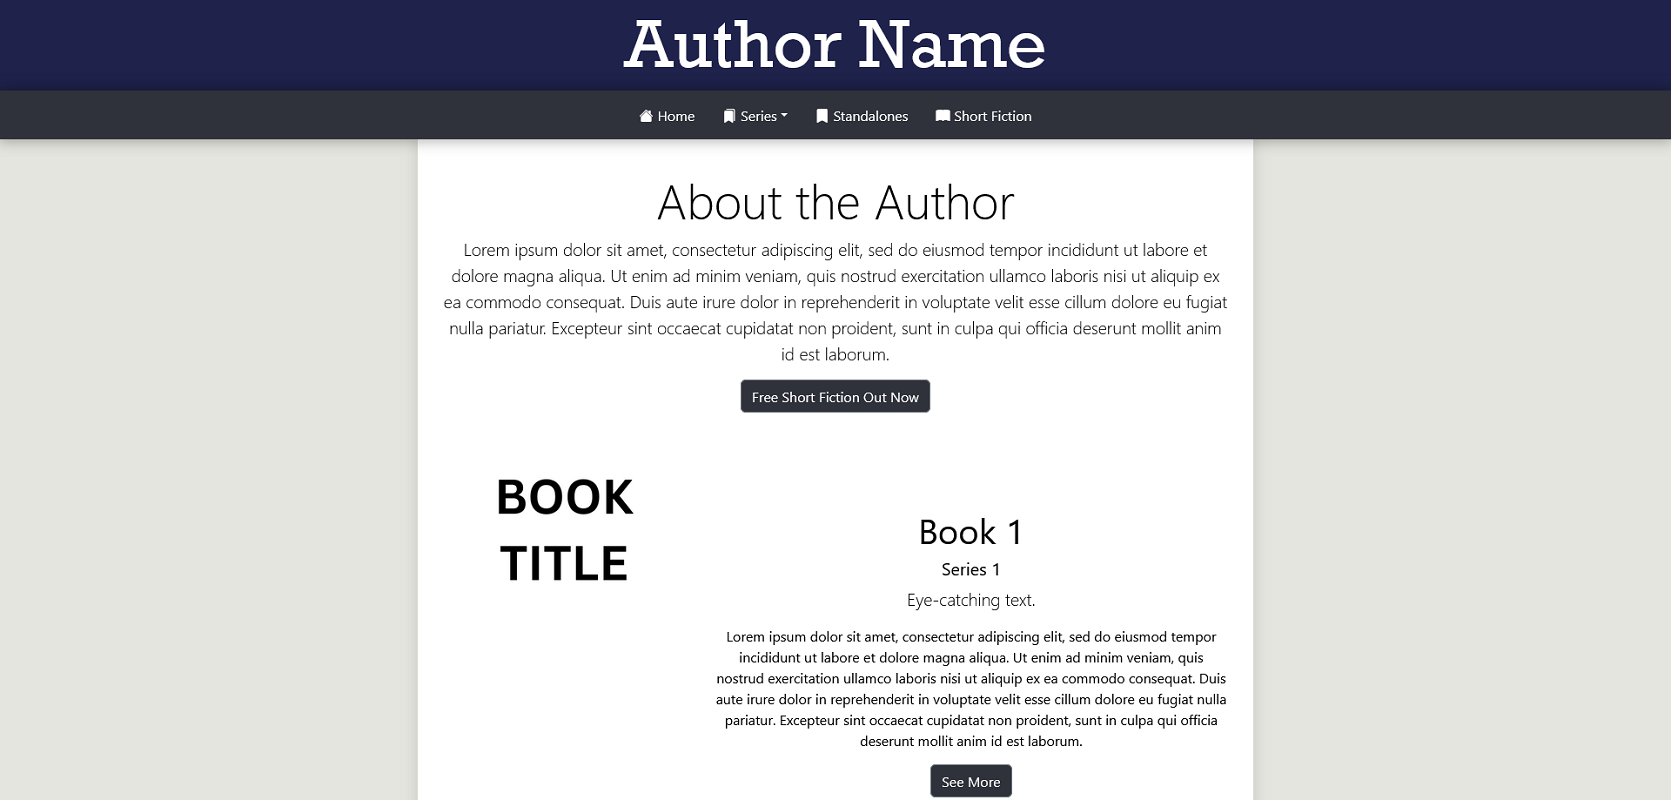 Author Name
Home Series Standalones Short Fiction
About the Author
Lorem ipsum dolor sit amet, consectetur adipiscing elit, sed do eiusmod tempor incididunt ut labore et
dolore magna aliqua. Ut enim ad minim veniam, quis nostrud exercitation ullamco laboris nisi ut aliquip ex
ea commodo consequat. Duis aute irure dolor in reprehenderit in voluptate velit esse cillum dolore eu fugiat
nulla pariatur. Excepteur sint occaecat cupidatat non proident, sunt in culpa qui officia deserunt mollit anim
id est laborum.
Free Short Fiction Out Now
BOOK
TITLE
Book 1
Series 1
Eye-catching text.
Lorem ipsum dolor sit amet, consectetur adipiscing elit, sed do eiusmod tempor
incididunt ut labore et dolore magna aliqua. Ut enim ad minim veniam, quis
nostrud exercitation ullamco laboris nisi ut aliquip ex ea commodo consequat. Duis
aute irure dolor in reprehenderit in voluptate velit esse cillum dolore eu fugiat nulla
pariatur. Excepteur sint occaecat cupidatat non proident, sunt in culpa qui officia
deserunt mollit anim id est laborum.
See More